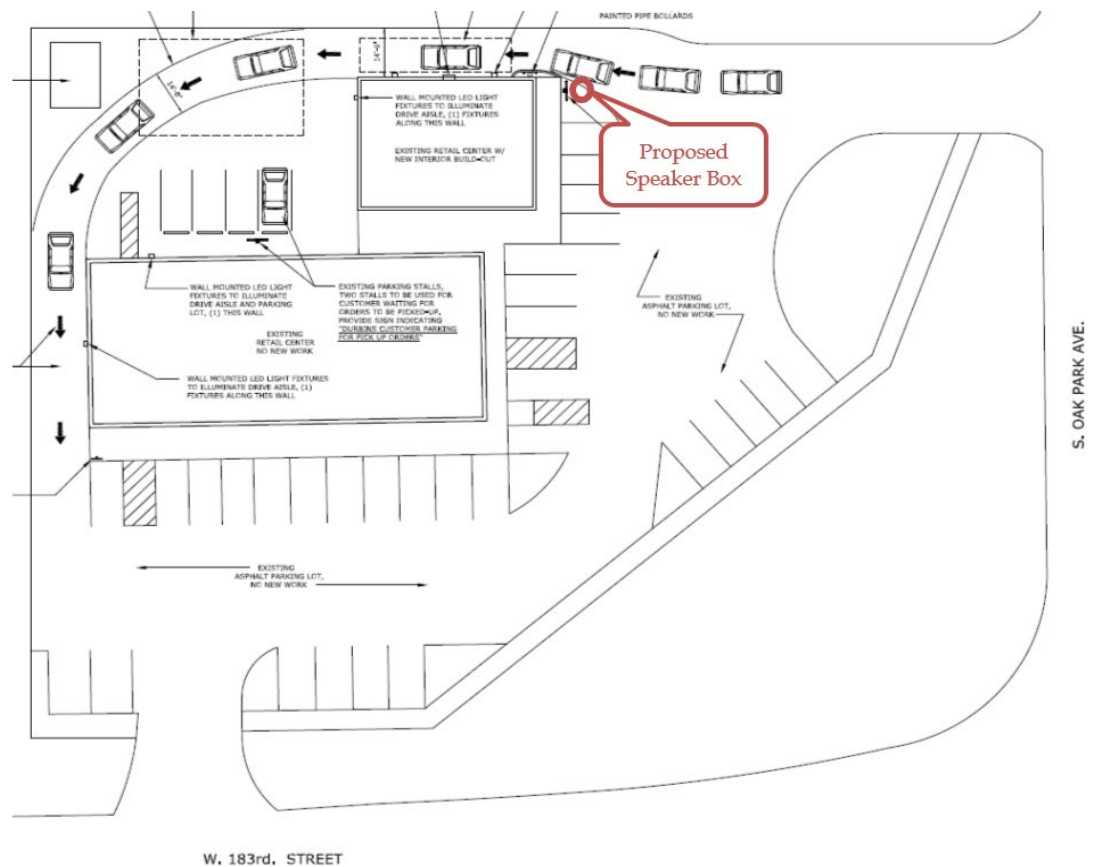 PAINTED PIPE BOLLARDS
14'-0"
14'-0"
WALL MOUNTED LED LIGHT
FIXTURES TO ILLUMINATE
DRIVE AISLE, (1) FIXTURES
ALONG THIS WALL
EXISTING RETAIL CENTER W/
NEW INTERIOR BUILD-OUT
Proposed
Speaker Box
WALL MOUNTED LED LIGHT
FIXTURES TO ILLUMINATE
DRIVE AISLE AND PARKING
LOT, (1) THIS WALL
EXISTING PARKING STALLS,
TWO STALLS TO BE USED FOR
CUSTOMER WAITING FOR
ORDERS TO BE PICKED-UP,
PROVIDE SIGN INDICATING
"DURBINS CUSTOMER PARKING
FOR PICK UP ORDERS"
EXISTING
RETAIL CENTER
NO NEW WORK
WALL MOUNTED LED LIGHT FIXTURES
TO ILLUMINATE DRIVE AISLE, (1)
FIXTURES ALONG THIS WALL
EXISTING
ASPHALT PARKING LOT,
NO NEW WORK
S. OAK PARK AVE.
EXISTING
ASPHALT PARKING LOT,
NO NEW WORK
W. 183rd. STREET